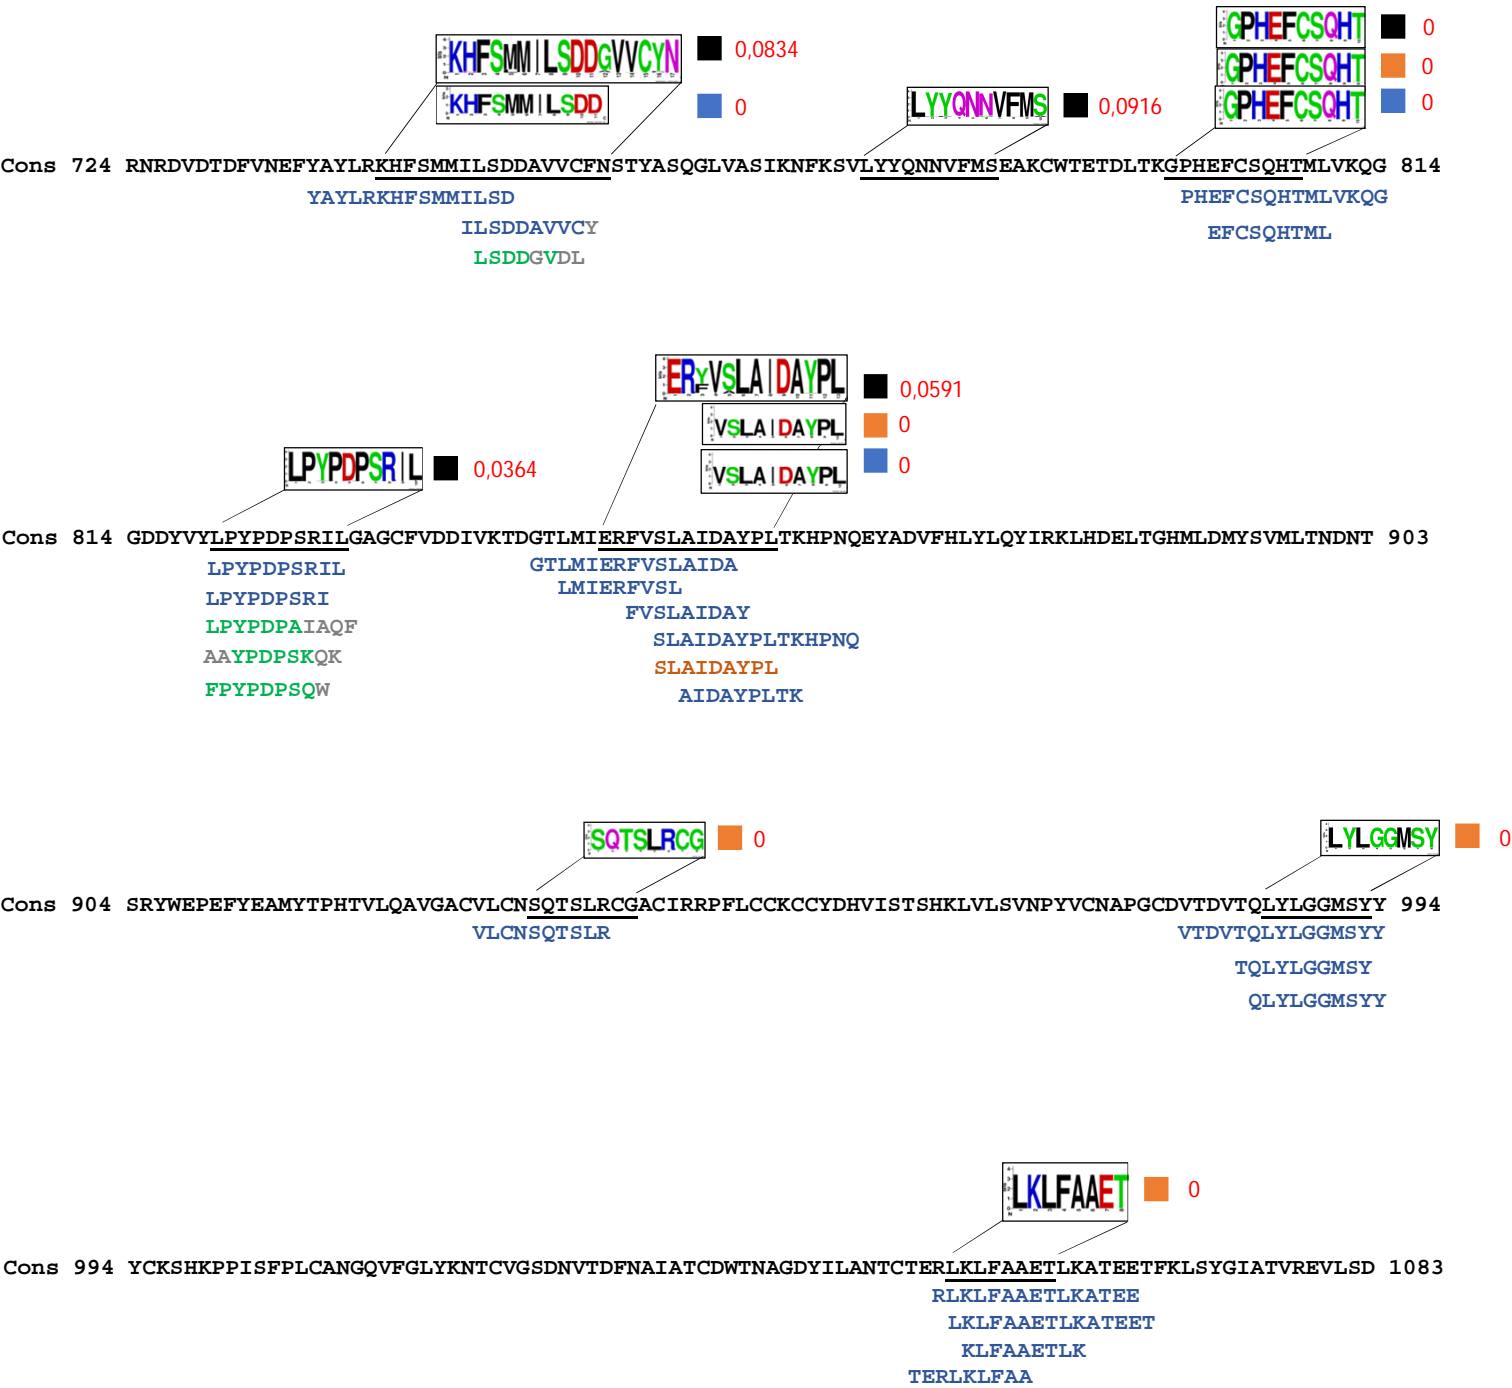 KHFSMMILSDDGVVCYN 0,0834
KHFSMMILSDD 0
LYYQNNVFMS 0,0916
GPHEFCSQHT 0
GPHEFCSQHT 0
GPHEFCSQHT 0
Cons 724 RNRDVDTDFVNEFYAYLRKHFSMMILSDDAVVCFNSTYASQGLVASIKNFKSVLYYQNNVFMSEAKCWTETDLTKGPHEFCSQHTMLVKQG 814
YAYLRKHFSMMILSD PHEFCSQHTMLVKQG
ILSDDAVVCY EFCSQHTML
LSDDGVDL
ERYVSLAIDAYPL 0,0591
VSLAIDAYPL 0
VSLAIDAYPL 0
LPYPDPSRIL 0,0364
Cons 814 GDDYVYLPYPDPSRILGAGCFVDDIVKTDGTLMIERFVSLAIDAYPLTKHPNQEYADVFHLYLQYIRKLHDELTGHMLDMYSVMLTNDNT 903
LPYPDPSRIL GTLMIERFVSLAIDA
LPYPDPSRI LMIERFVSL
LPYPDPAIAQF FVSLAIDAY
AAYPDPSKQK SLAIDAYPLTKHPNQ
FPYPDPSQW SLAIDAYPL
AIDAYPLTK
SQTSLRCG 0
LYLGGMSY 0
Cons 904 SRYWEPEFYEAMYTPHTVLQAVGACVLCNSQTSLRCGACIRRPFLCCKCCYDHVISTSHKLVLSVNPYVCNAPGCDVTDVTQLYLGGMSYY 994
VLCNSQTSLR VTDVTQLYLGGMSYY
TQLYLGGMSY
QLYLGGMSYY
LKLFAAET 0
Cons 994 YCKSHKPPISFPLCANGQVFGLYKNTCVGSDNVTDFNAIATCDWTNAGDYILANTCTERLKLFAAETLKATEETFKLSYGIATVREVLSD 1083
RLKLFAAETLKATEE
LKLFAAETLKATEET
KLFAAETLK
TERLKLFAA